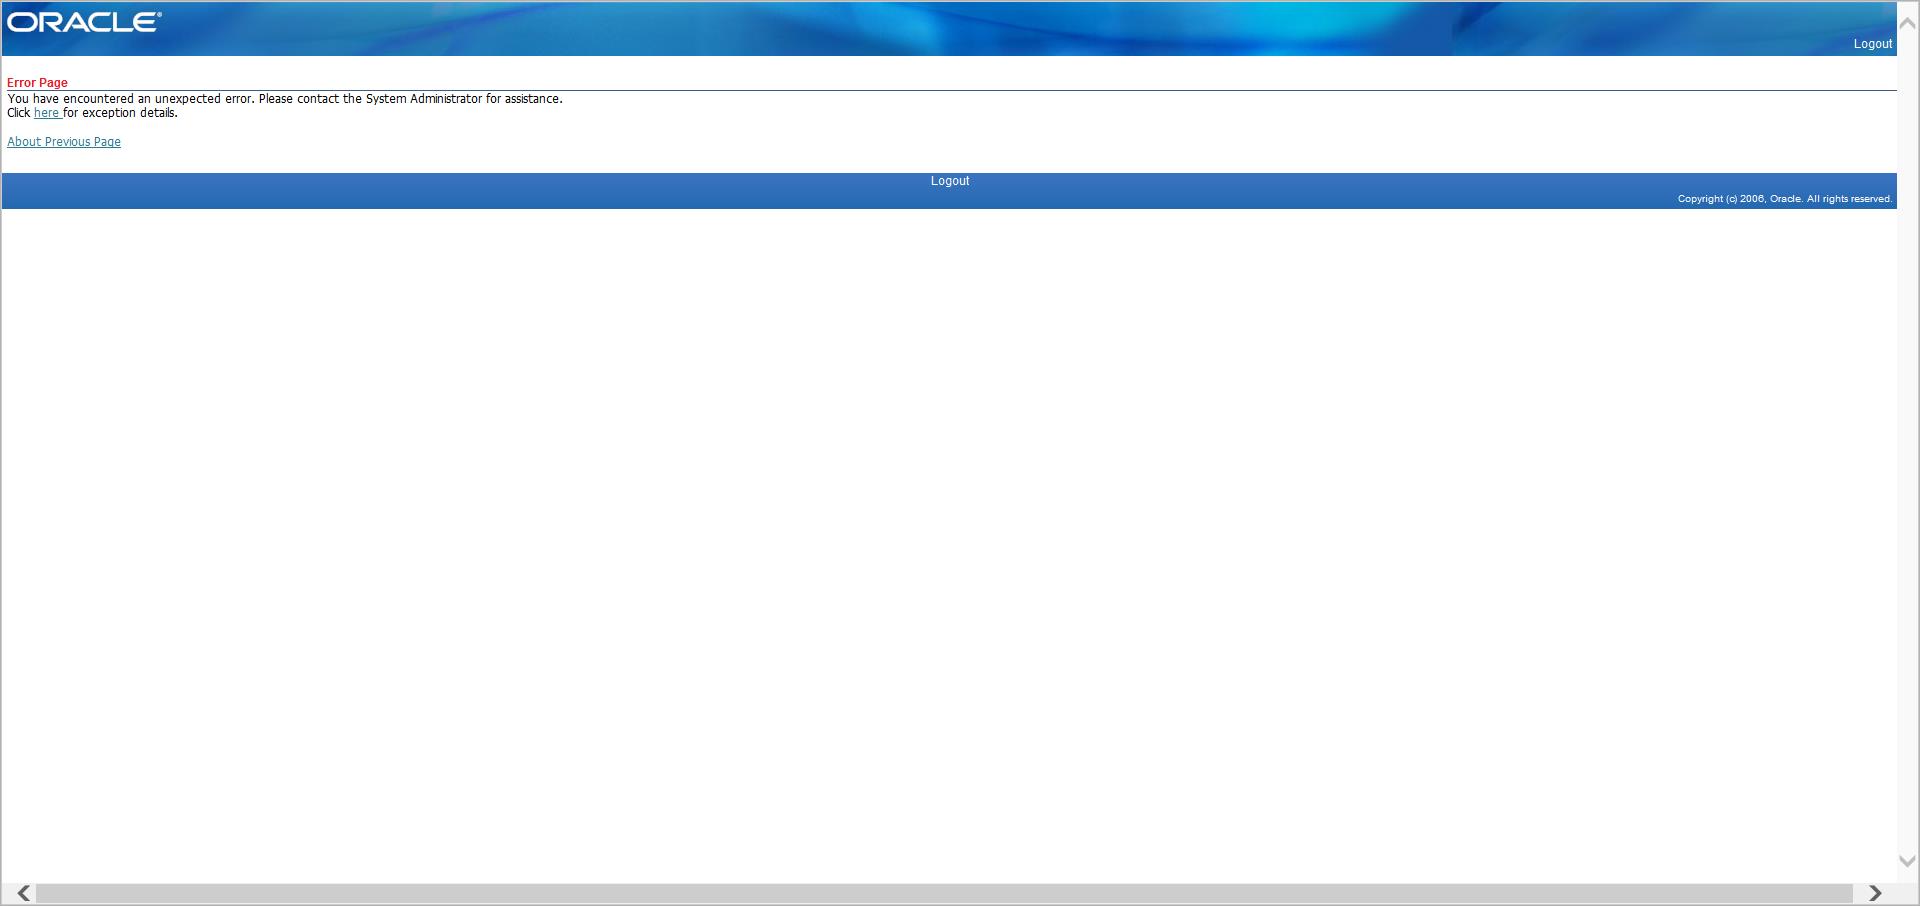 ORACLE®
Logout
Error Page
You have encountered an unexpected error. Please contact the System Administrator for assistance.
Click here for exception details.
About Previous Page
Logout
Copyright (c) 2006, Oracle. All rights reserved.